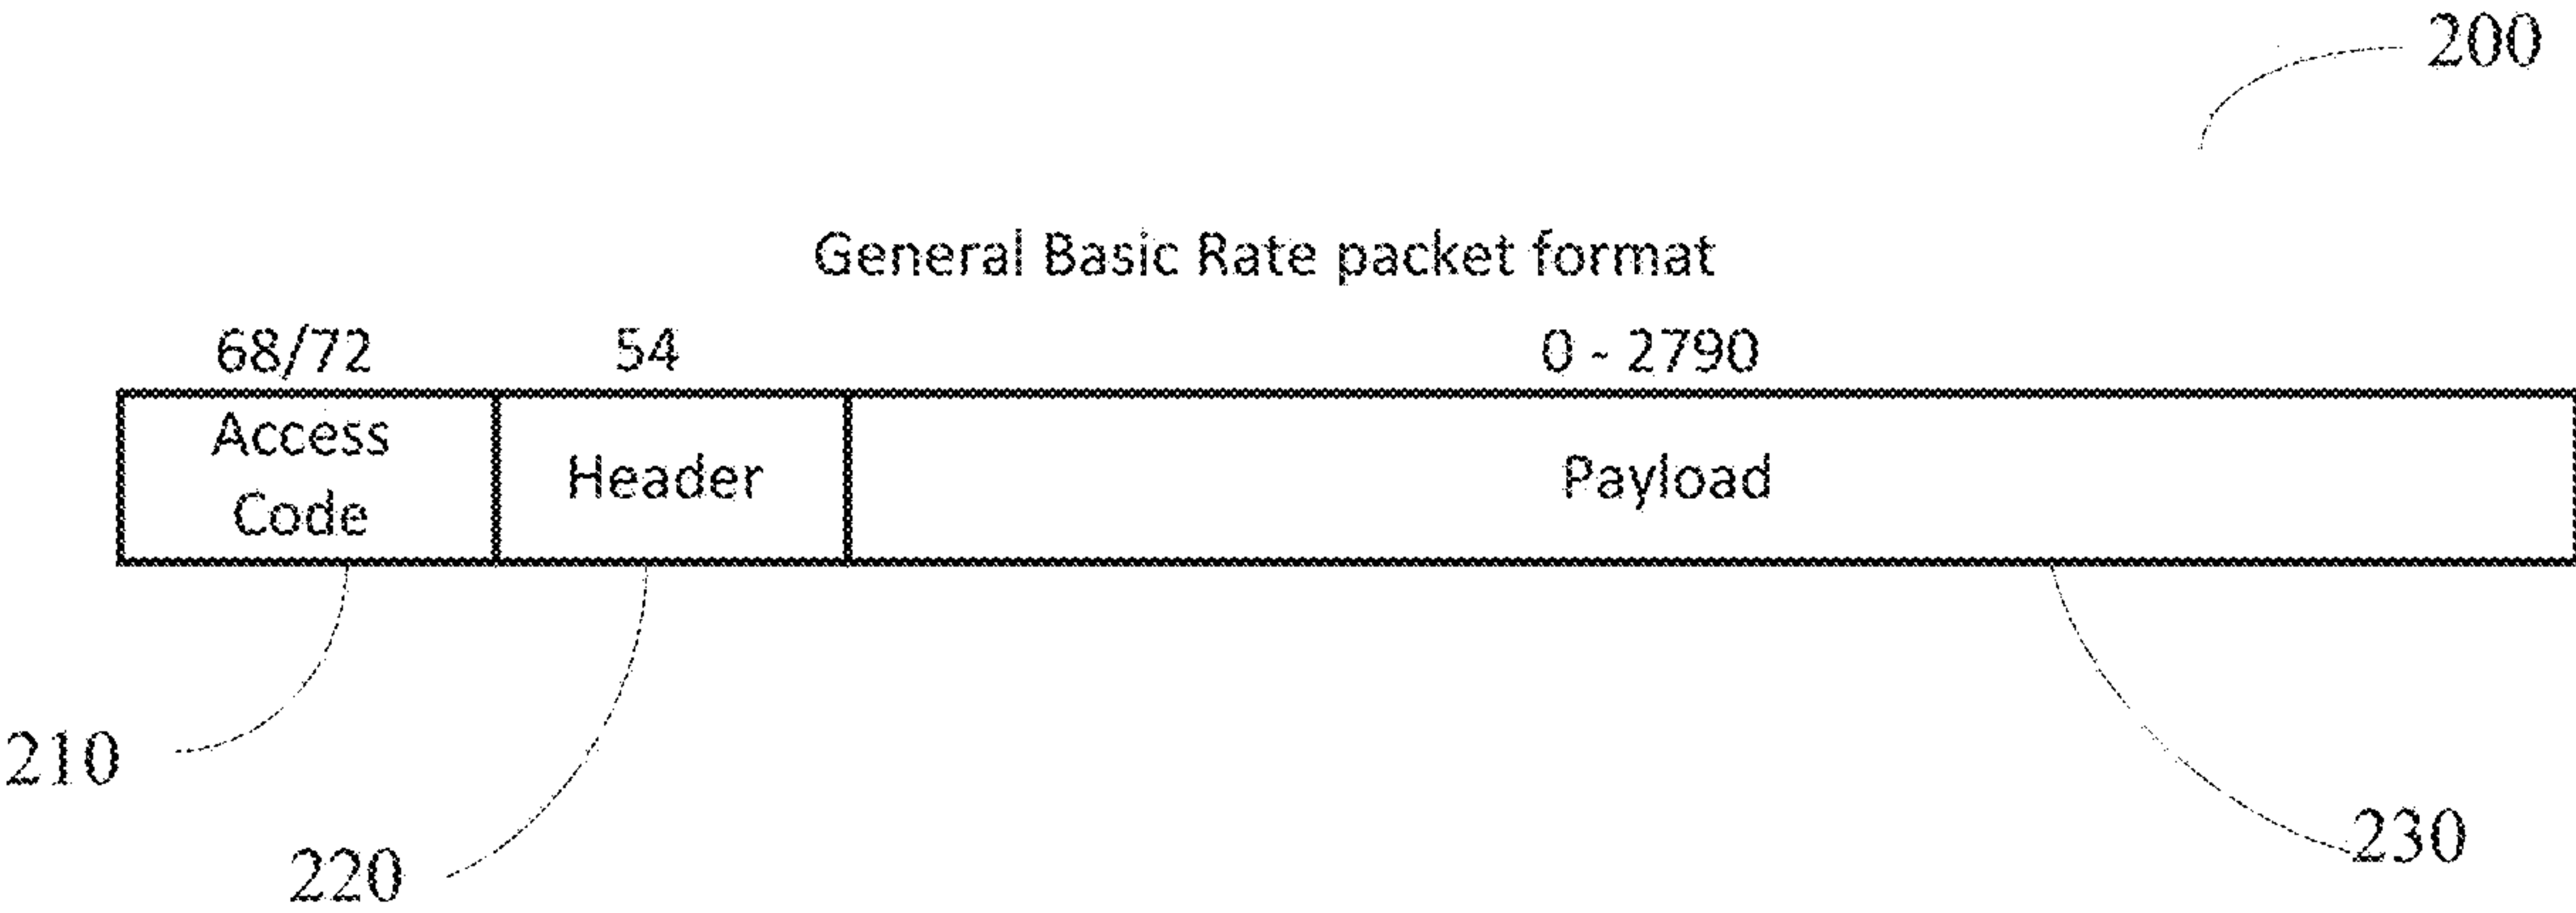 200
General Basic Rate packet format
68/72 54 0 - 2790
Access
Code
Header
Payload
210
220
230